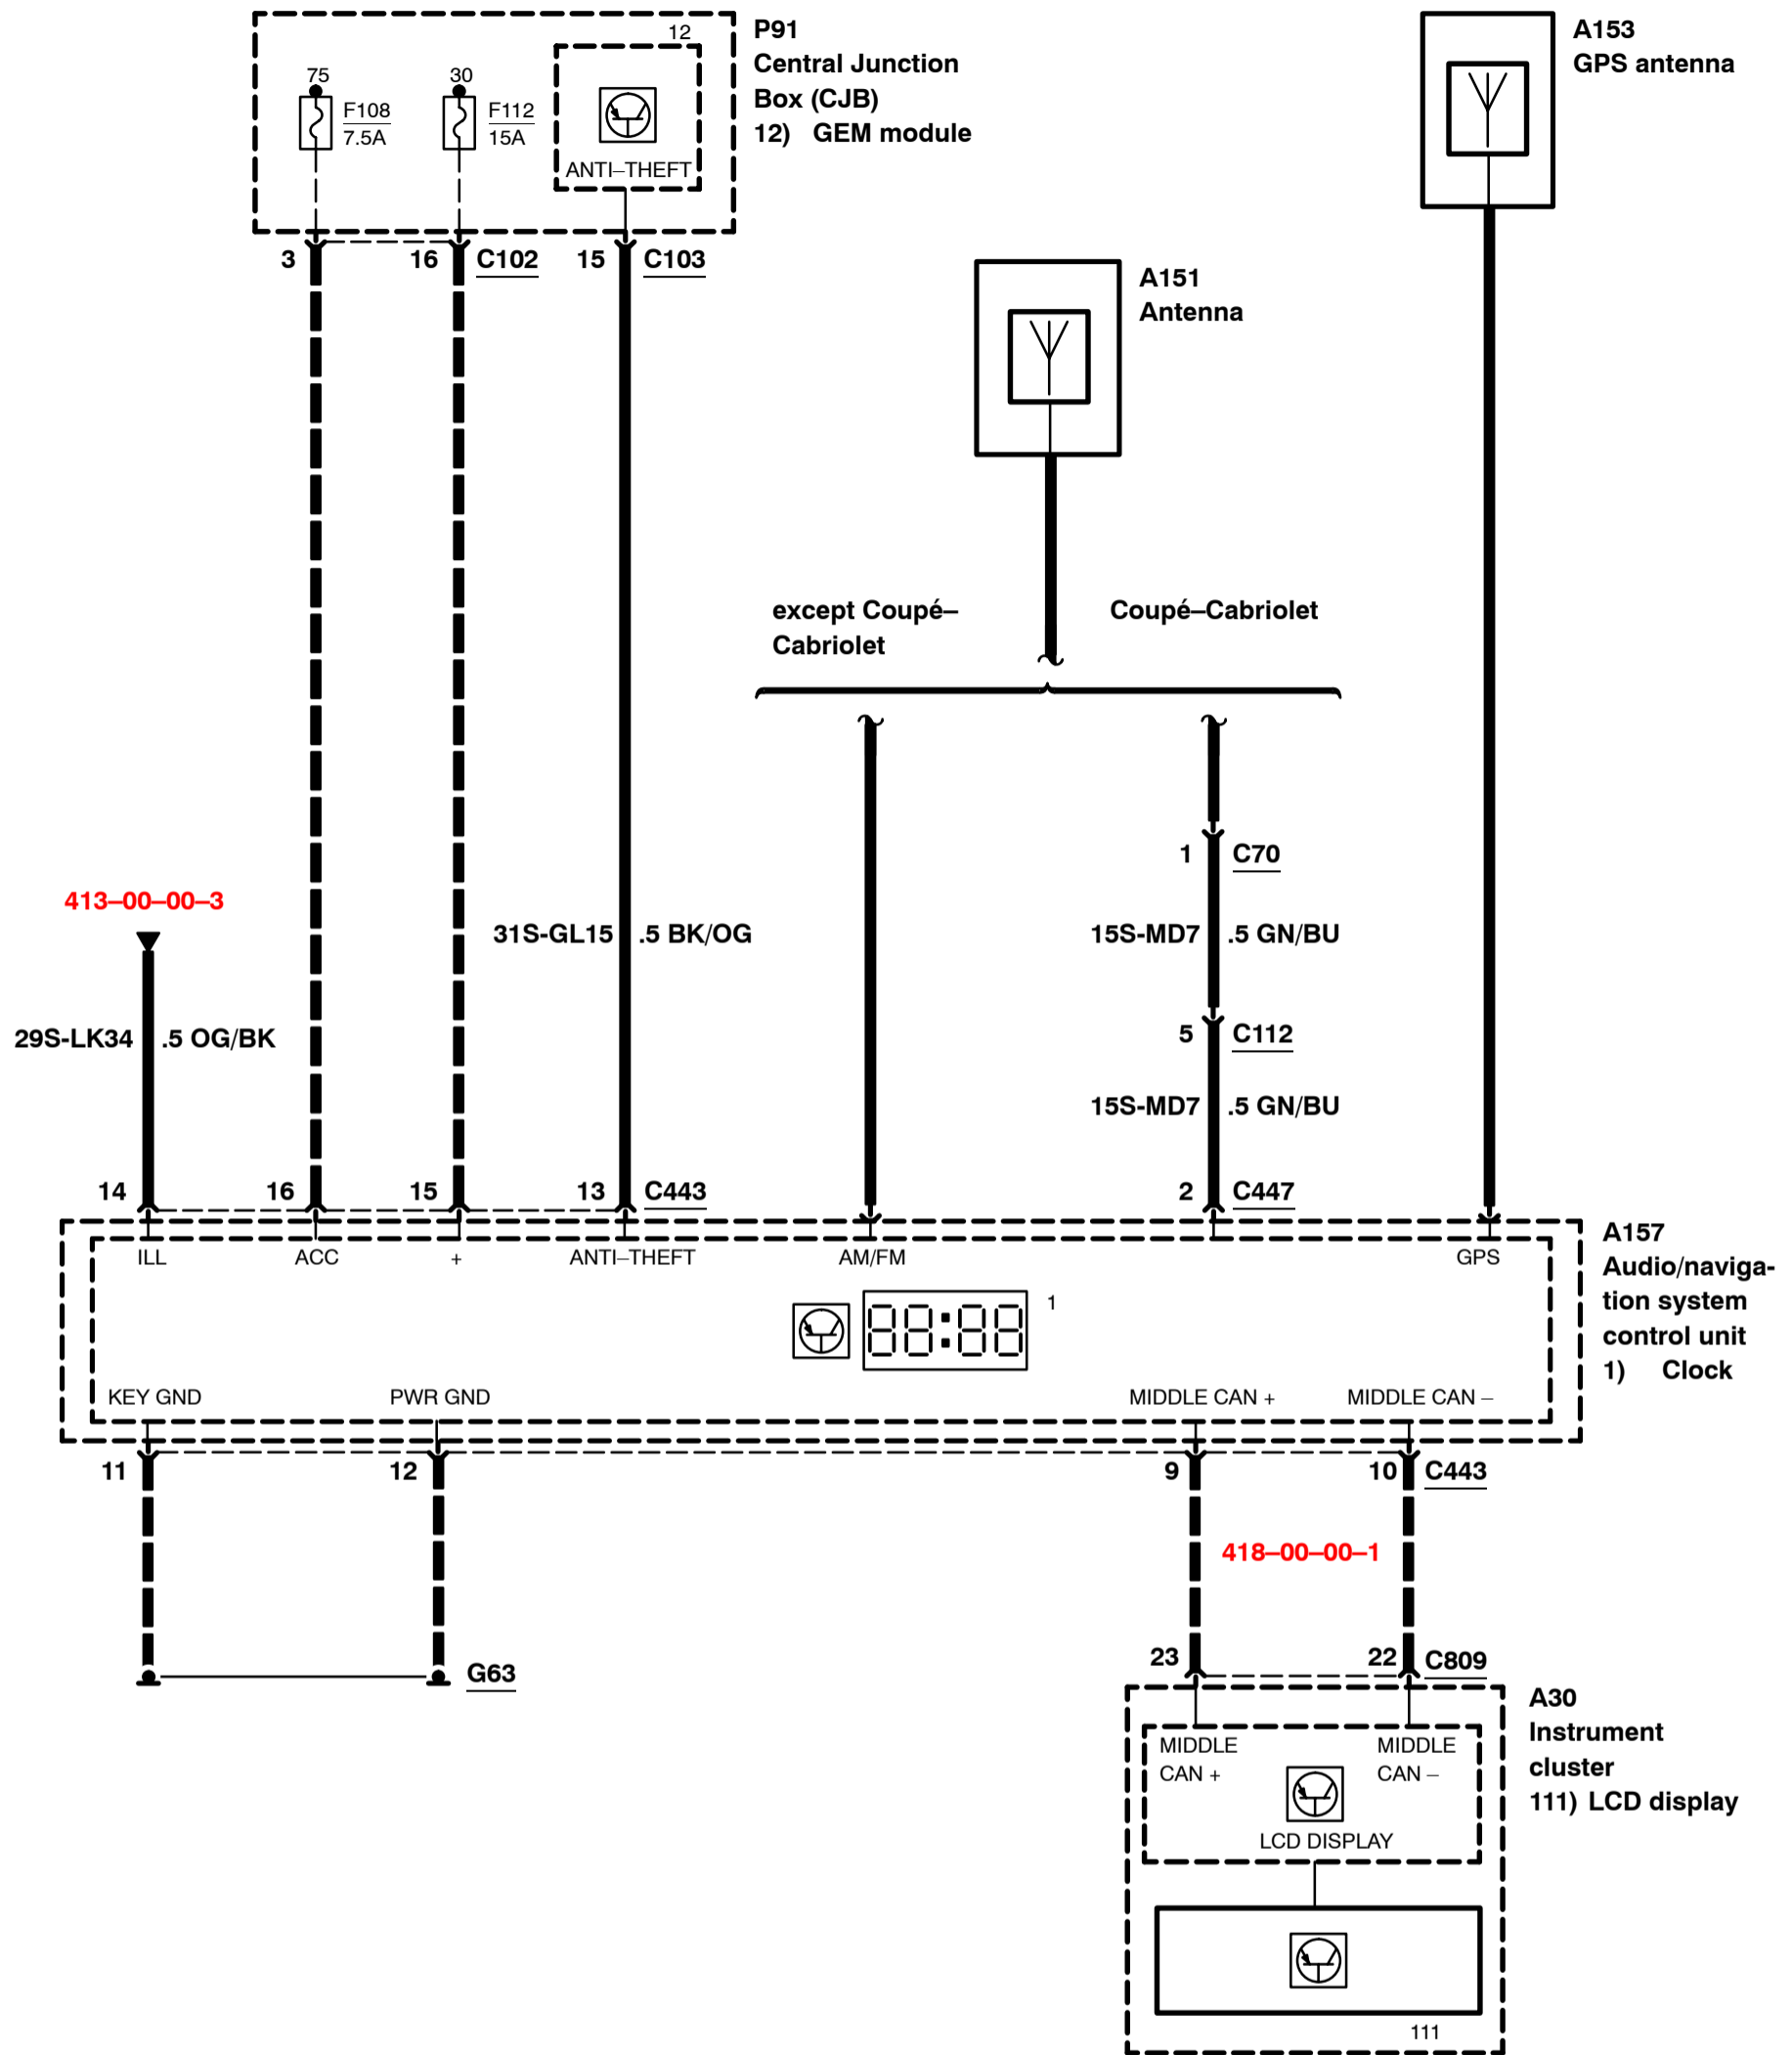 12
75
F108
7.5A
30
F112
15A
ANTI–THEFT
P91
Central Junction
Box (CJB)
12) GEM module
A153
GPS antenna
3
16
C102
15
C103
A151
Antenna
except Coupé–
Cabriolet
Coupé–Cabriolet
1
C70
413–00–00–3
31S-GL15
.5 BK/OG
15S-MD7
.5 GN/BU
29S-LK34
.5 OG/BK
5
C112
15S-MD7
.5 GN/BU
14
16
15
13
C443
2
C447
ILL
ACC
+
ANTI–THEFT
AM/FM
GPS
A157
Audio/naviga-
tion system
control unit
1) Clock
88:88
1
KEY GND
PWR GND
MIDDLE CAN +
MIDDLE CAN –
11
12
9
10
C443
418–00–00–1
23
22
C809
G63
A30
Instrument
cluster
111) LCD display
MIDDLE
CAN +
MIDDLE
CAN –
LCD DISPLAY
111